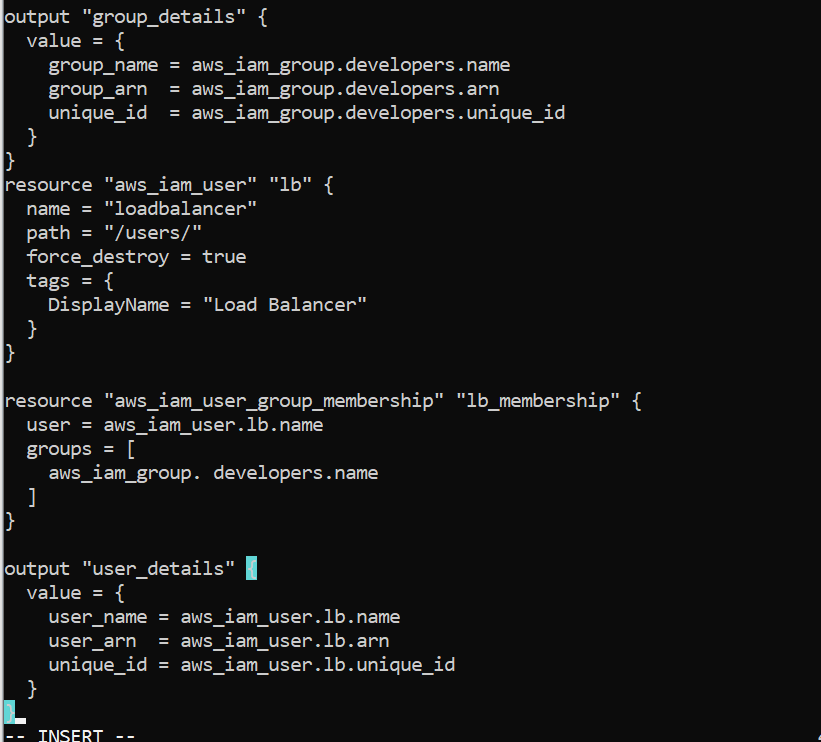 output "group_details" {
  value = {
    group_name = aws_iam_group.developers.name
    group_arn  = aws_iam_group.developers.arn
    unique_id  = aws_iam_group.developers.unique_id
  }
}
resource "aws_iam_user" "lb" {
  name = "loadbalancer"
  path = "/users/"
  force_destroy = true
  tags = {
    DisplayName = "Load Balancer"
  }
}

resource "aws_iam_user_group_membership" "lb_membership" {
  user = aws_iam_user.lb.name
  groups = [
    aws_iam_group. developers.name
  ]
}

output "user_details" {
  value = {
    user_name = aws_iam_user.lb.name
    user_arn  = aws_iam_user.lb.arn
    unique_id = aws_iam_user.lb.unique_id
  }
}
-- INSERT --